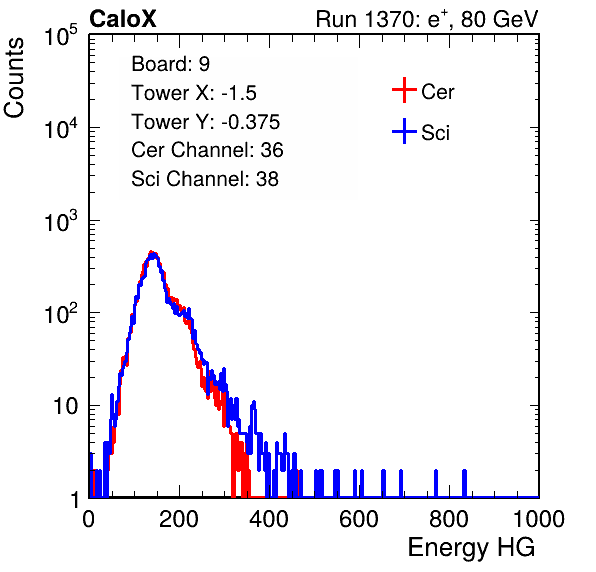 CaloX Run 1370: e⁺, 80 GeV
Counts
10⁵
10⁴
10³
10²
10
1
Board: 9
Tower X: -1.5
Tower Y: -0.375
Cer Channel: 36
Sci Channel: 38
Cer
Sci
0 200 400 600 800 1000
Energy HG